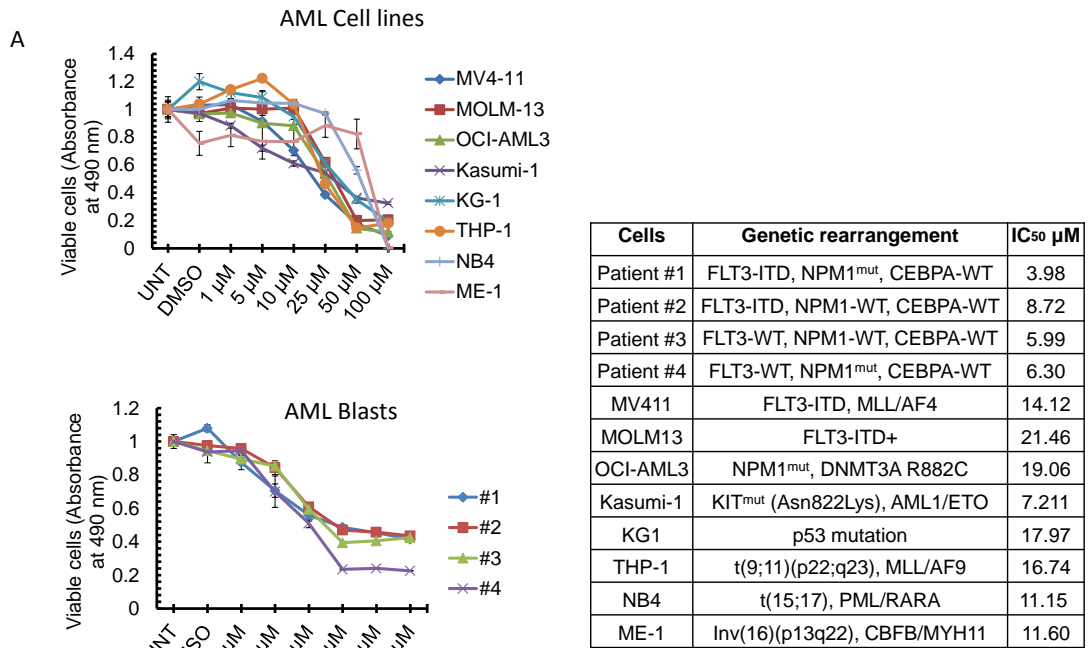 A
AML Cell lines
Viable cells (Absorbance
at 490 nm)
1.4
1.2
1
0.8
0.6
0.4
0.2
0
UNT
DMSO
1 µM
5 µM
10 µM
25 µM
50 µM
100 µM
MV4-11
MOLM-13
OCI-AML3
Kasumi-1
KG-1
THP-1
NB4
ME-1
AML Blasts
Viable cells (Absorbance
at 490 nm)
1.2
1
0.8
0.6
0.4
0.2
0
µM
µM
µM
µM
µM
µM
#1
#2
#3
#4
Cells Genetic rearrangement IC50 µM
Patient #1 FLT3-ITD, NPM1mut, CEBPA-WT 3.98
Patient #2 FLT3-ITD, NPM1-WT, CEBPA-WT 8.72
Patient #3 FLT3-WT, NPM1-WT, CEBPA-WT 5.99
Patient #4 FLT3-WT, NPM1mut, CEBPA-WT 6.30
MV411 FLT3-ITD, MLL/AF4 14.12
MOLM13 FLT3-ITD+ 21.46
OCI-AML3 NPM1mut, DNMT3A R882C 19.06
Kasumi-1 KITmut (Asn822Lys), AML1/ETO 7.211
KG1 p53 mutation 17.97
THP-1 t(9;11)(p22;q23), MLL/AF9 16.74
NB4 t(15;17), PML/RARA 11.15
ME-1 Inv(16)(p13q22), CBFB/MYH11 11.60